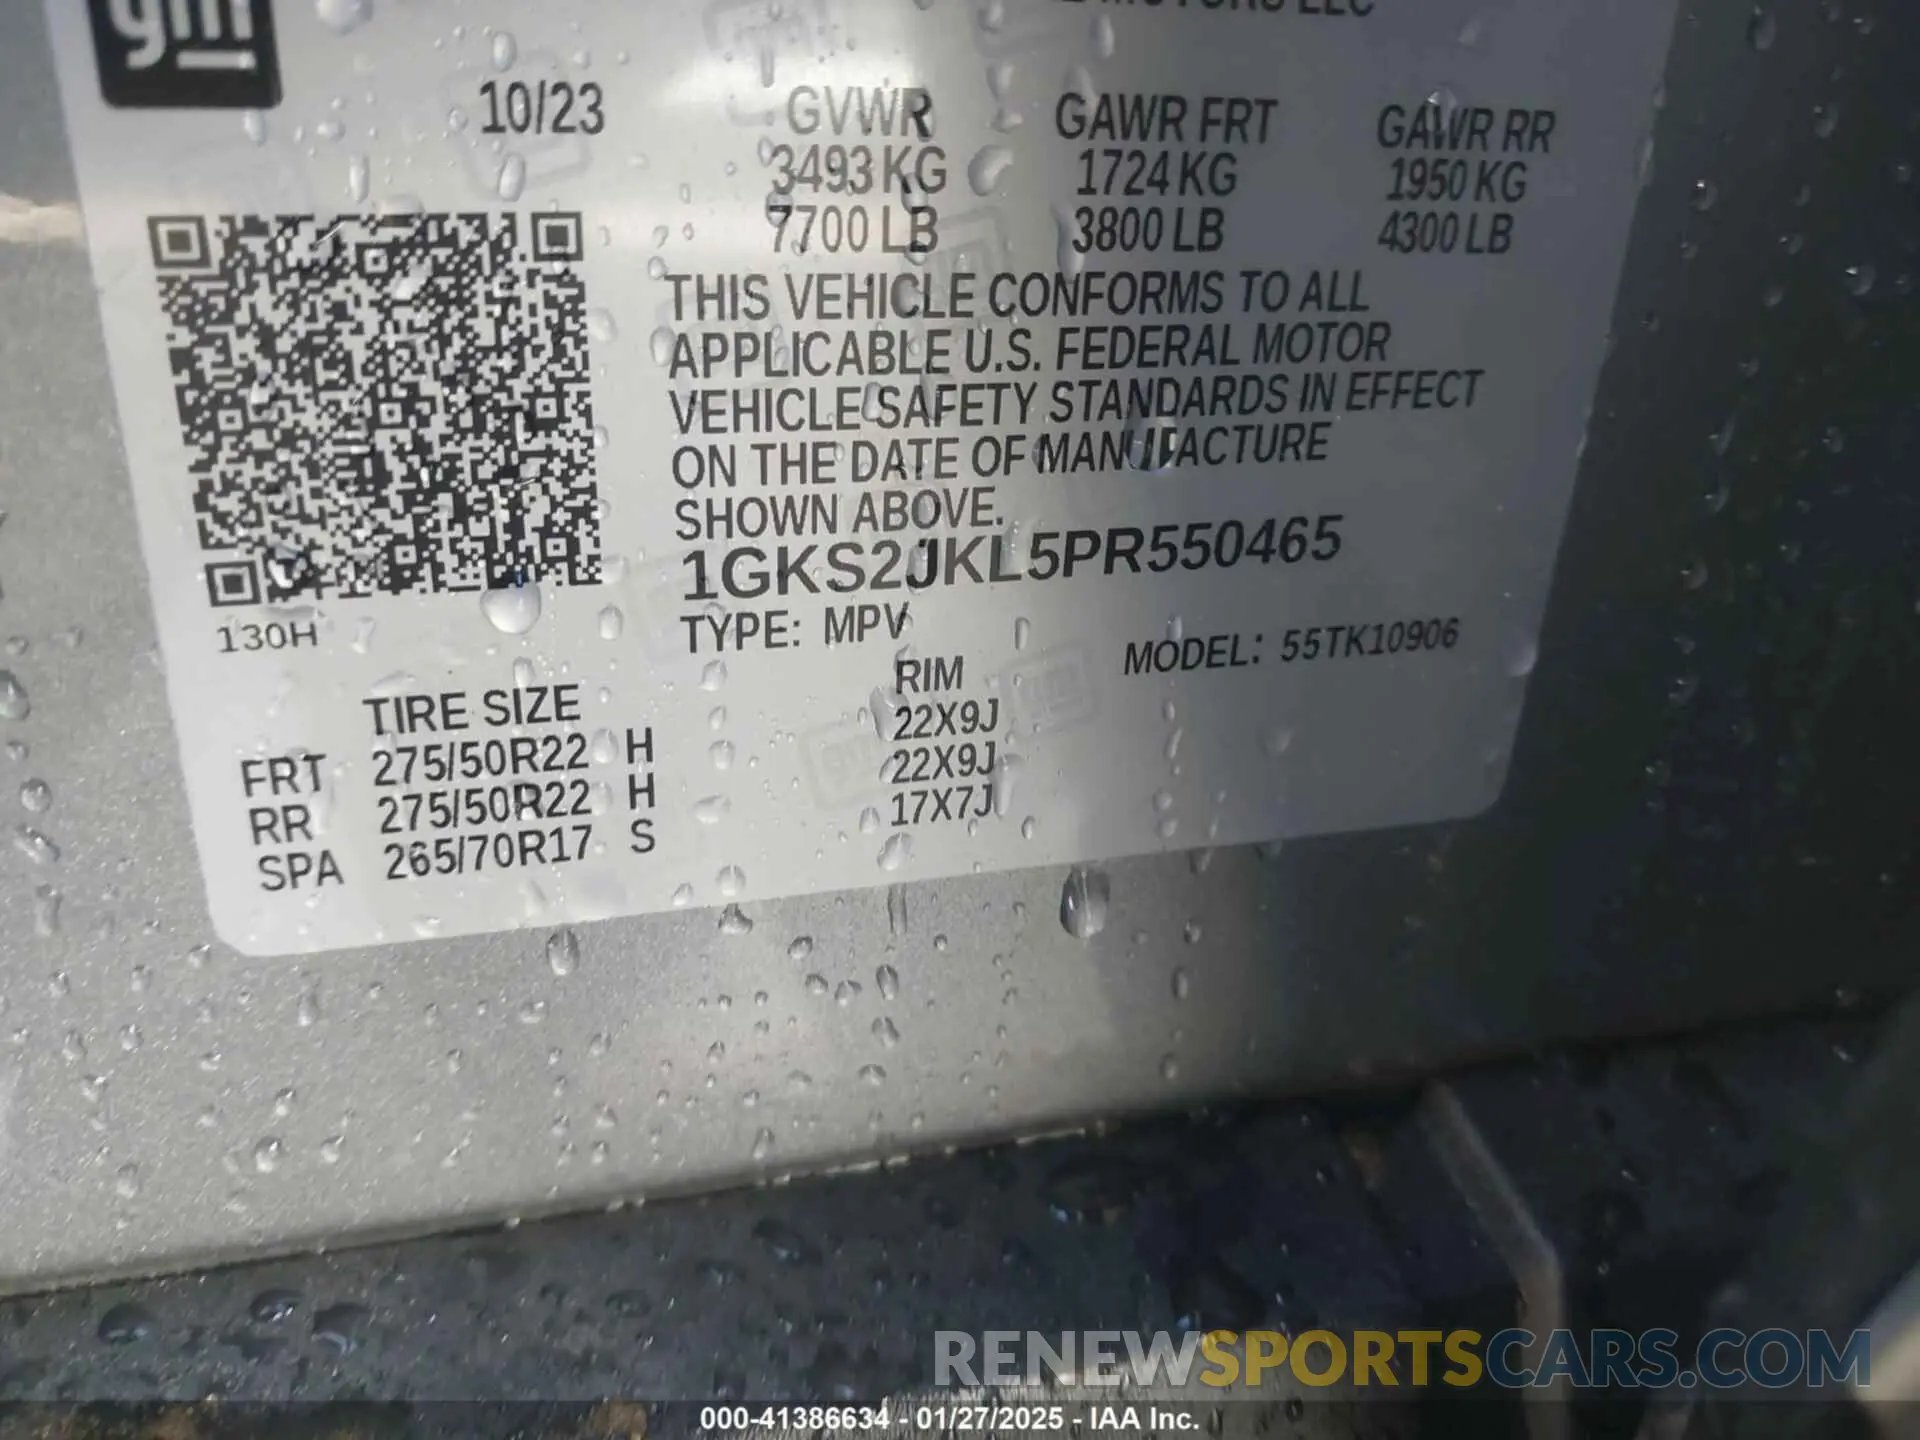 gm
MOTORS LLC
10/23
GVWR GAWR FRT GAWR RR
3493 KG 1724 KG 1950 KG
7700 LB 3800 LB 4300 LB
THIS VEHICLE CONFORMS TO ALL
APPLICABLE U.S. FEDERAL MOTOR
VEHICLE SAFETY STANDARDS IN EFFECT
ON THE DATE OF MANUFACTURE
SHOWN ABOVE.
1GKS2JKL5PR550465
130H
TYPE: MPV MODEL: 55TK10906
TIRE SIZE RIM
FRT 275/50R22 H 22X9J
RR 275/50R22 H 22X9J
SPA 265/70R17 S 17X7J
RENEWSPORTSCARS.COM
000-41386634 - 01/27/2025 - IAA Inc.